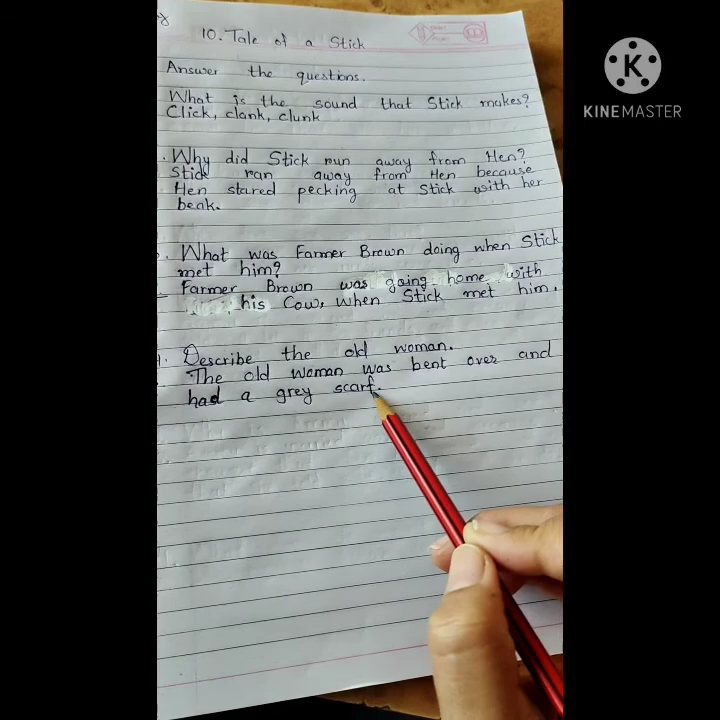 10. Tale of a Stick
Answer the questions.
What is the sound that Stick makes?
Click, clank, clunk
Why did Stick run away from Hen?
Stick ran away from Hen because
Hen stared pecking at Stick with her
beak.
What was Farmer Brown doing when Stick
met him?
Farmer Brown was going home with
his Cow, when Stick met him.
4. Describe the old woman.
The old woman was bent over and
had a grey scarf.
K
KINEMASTER